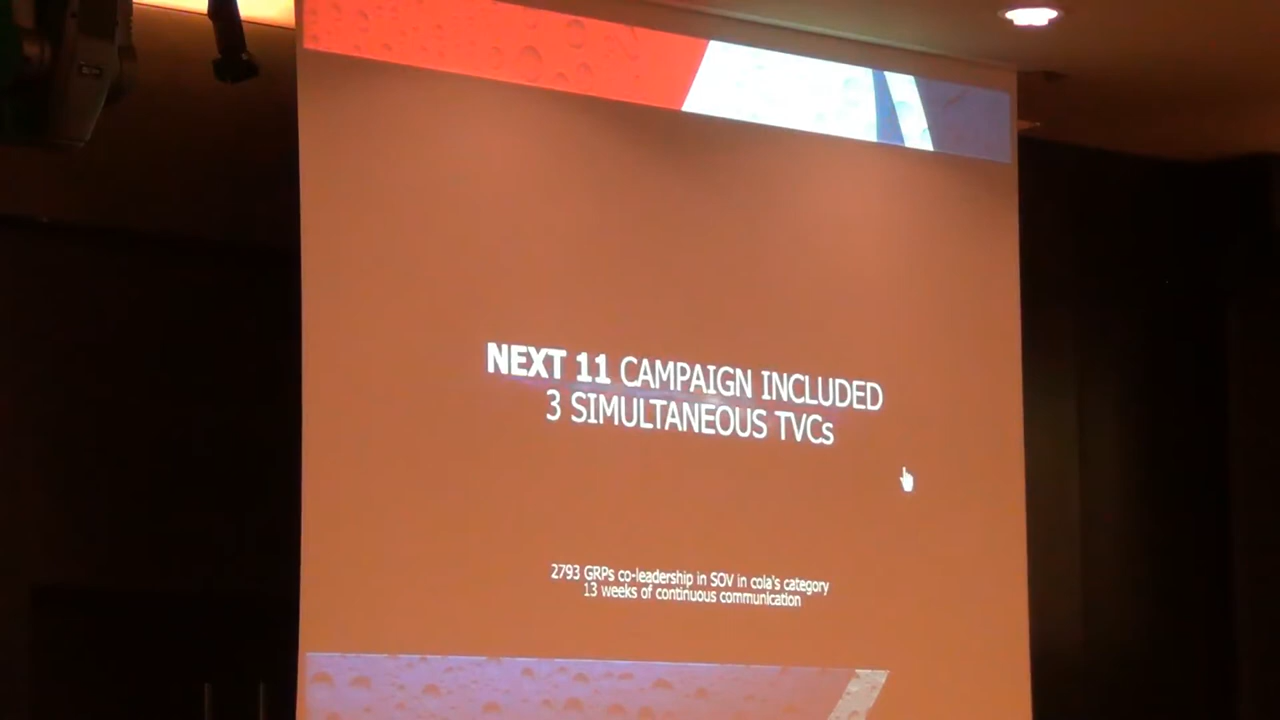 NEXT 11 CAMPAIGN INCLUDED
3 SIMULTANEOUS TVCs
2793 GRPs co-leadership in SOV in cola's category
13 weeks of continuous communication